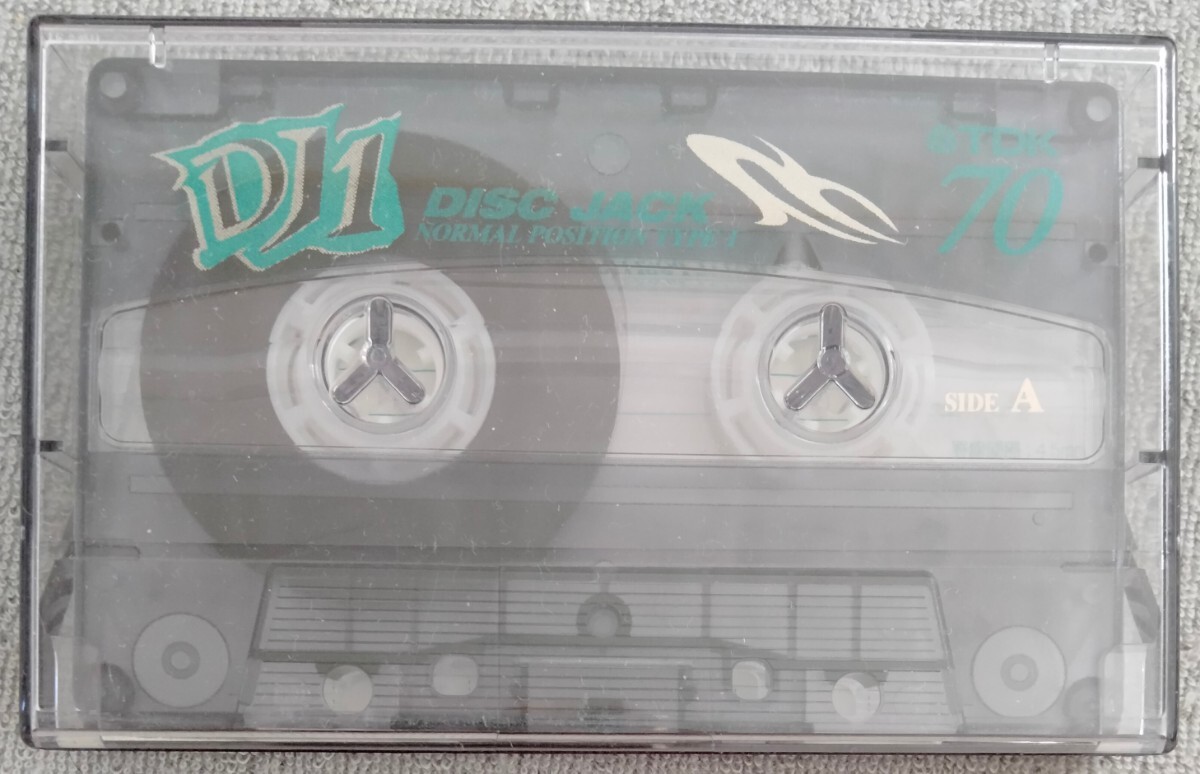 DJ1
DISC JACK
NORMAL POSITION TYPE I
TDK
70
SIDE A